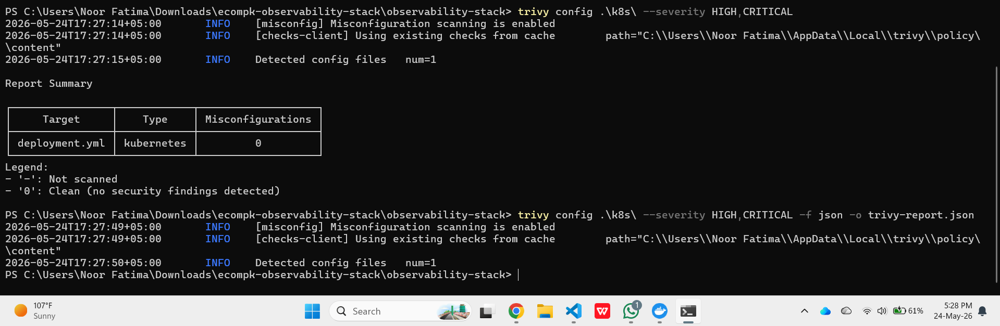 PS C:\Users\Noor Fatima\Downloads\ecompk-observability-stack\observability-stack> trivy config .\k8s\ --severity HIGH,CRITICAL
2026-05-24T17:27:14+05:00 INFO [misconfig] Misconfiguration scanning is enabled
2026-05-24T17:27:14+05:00 INFO [checks-client] Using existing checks from cache path="C:\\Users\\Noor Fatima\\AppData\\Local\\trivy\\policy\
\content"
2026-05-24T17:27:15+05:00 INFO Detected config files num=1
Report Summary
Target Type Misconfigurations
deployment.yml kubernetes 0
Legend:
- '-': Not scanned
- '0': Clean (no security findings detected)
PS C:\Users\Noor Fatima\Downloads\ecompk-observability-stack\observability-stack> trivy config .\k8s\ --severity HIGH,CRITICAL -f json -o trivy-report.json
2026-05-24T17:27:49+05:00 INFO [misconfig] Misconfiguration scanning is enabled
2026-05-24T17:27:49+05:00 INFO [checks-client] Using existing checks from cache path="C:\\Users\\Noor Fatima\\AppData\\Local\\trivy\\policy\
\content"
2026-05-24T17:27:50+05:00 INFO Detected config files num=1
PS C:\Users\Noor Fatima\Downloads\ecompk-observability-stack\observability-stack>
107°F
Sunny
Search
1
61%
5:28 PM
24-May-26